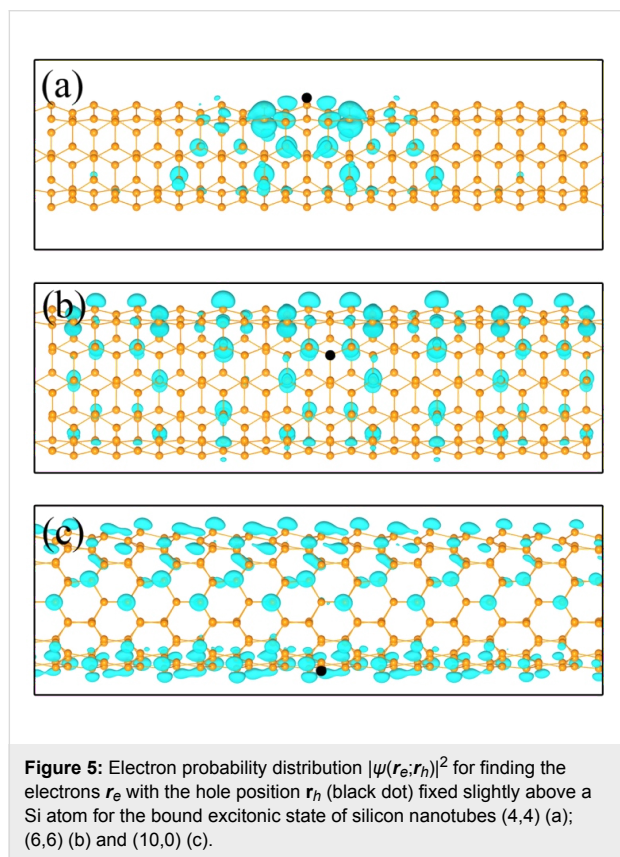 (a)
(b)
(c)
Figure 5: Electron probability distribution |ψ(re;rh)|2 for finding the
electrons re with the hole position rh (black dot) fixed slightly above a
Si atom for the bound excitonic state of silicon nanotubes (4,4) (a);
(6,6) (b) and (10,0) (c).